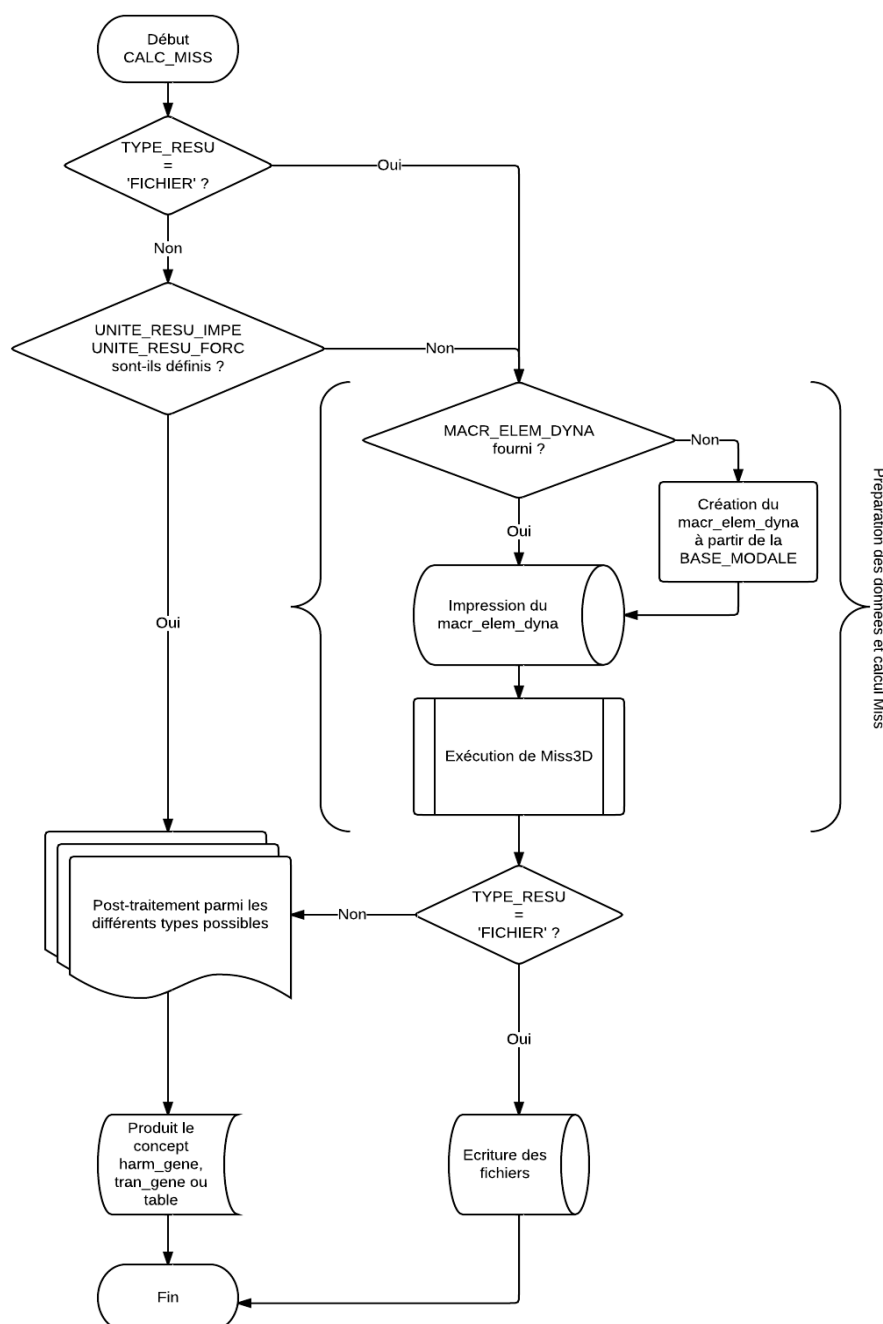 Début
CALC_MISS
TYPE_RESU
=
'FICHIER' ?
Oui
Non
UNITE_RESU_IMPE
UNITE_RESU_FORC
sont-ils définis ?
Non
MACR_ELEM_DYNA
fourni ?
Non
Création du
macr_elem_dyna
à partir de la
BASE_MODALE
Oui
Impression du
macr_elem_dyna
Preparation des donnees et calcul Miss
Oui
Exécution de Miss3D
TYPE_RESU
=
'FICHIER' ?
Non
Post-traitement parmi les
différents types possibles
Oui
Produit le
concept
harm_gene,
tran_gene ou
table
Ecriture des
fichiers
Fin